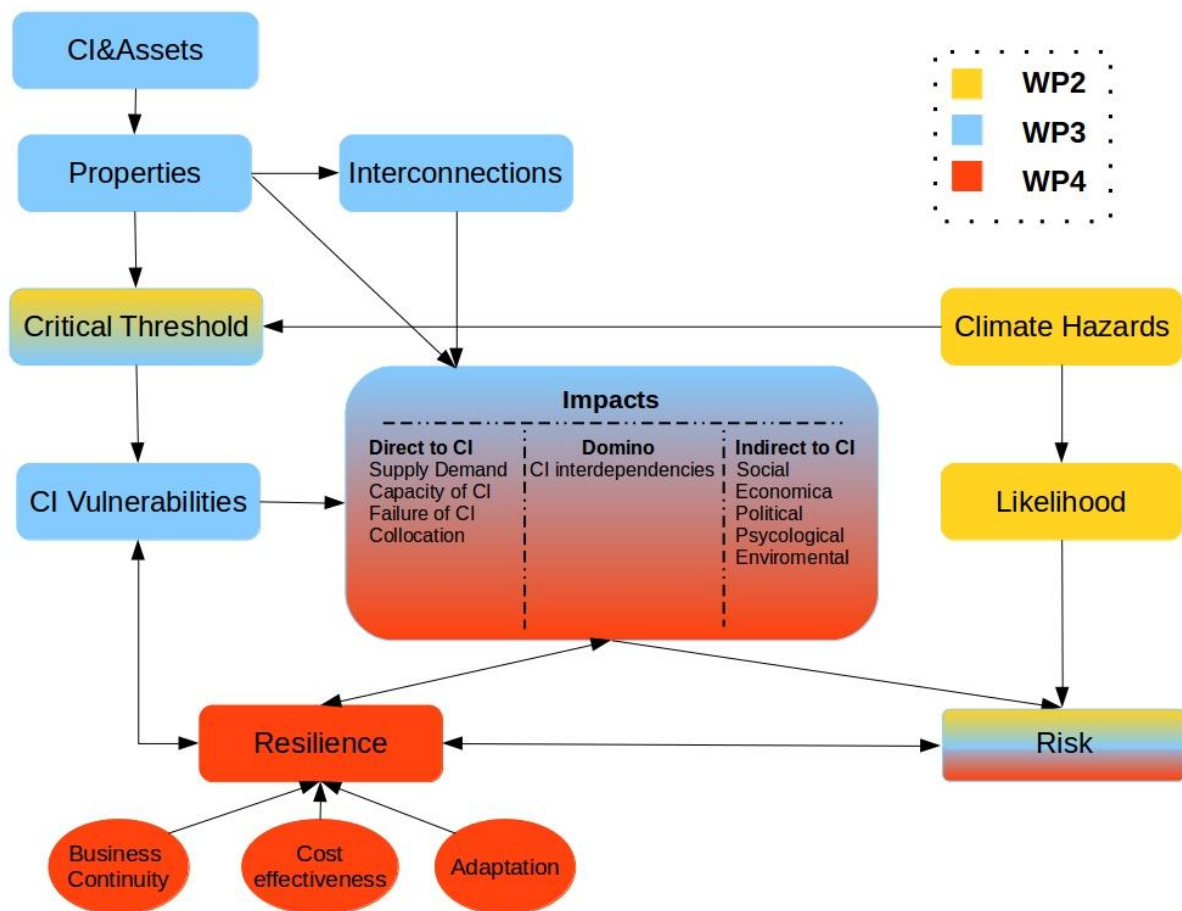 CI&Assets
WP2
WP3
WP4
Properties
Interconnections
Critical Threshold
Climate Hazards
Impacts
Direct to CI
Supply Demand
Capacity of CI
Failure of CI
Collocation
Domino
CI interdependencies
Indirect to CI
Social
Economica
Political
Psycological
Enviromental
CI Vulnerabilities
Likelihood
Resilience
Risk
Business
Continuity
Cost
effectiveness
Adaptation